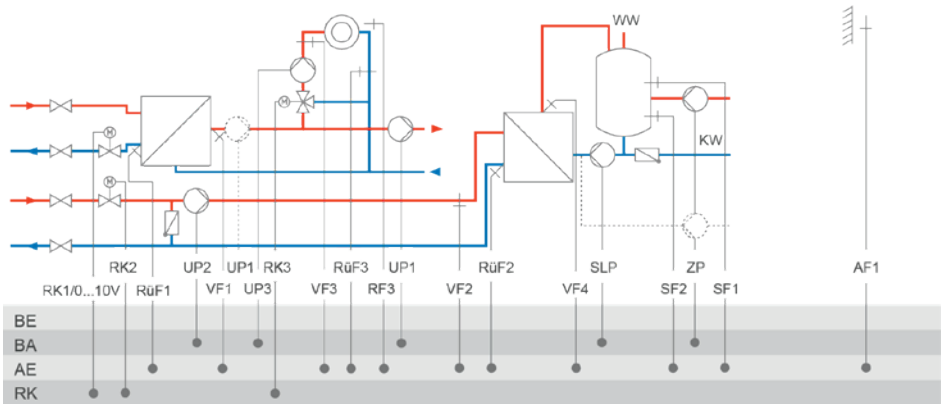 WW
KW
M
M
M
RK2 UP2 UP1 RK3 RüF3 UP1 RüF2 SLP ZP AF1
RK1/0...10V RüF1 VF1 UP3 VF3 RF3 VF2 VF4 SF2 SF1
BE
BA
AE
RK